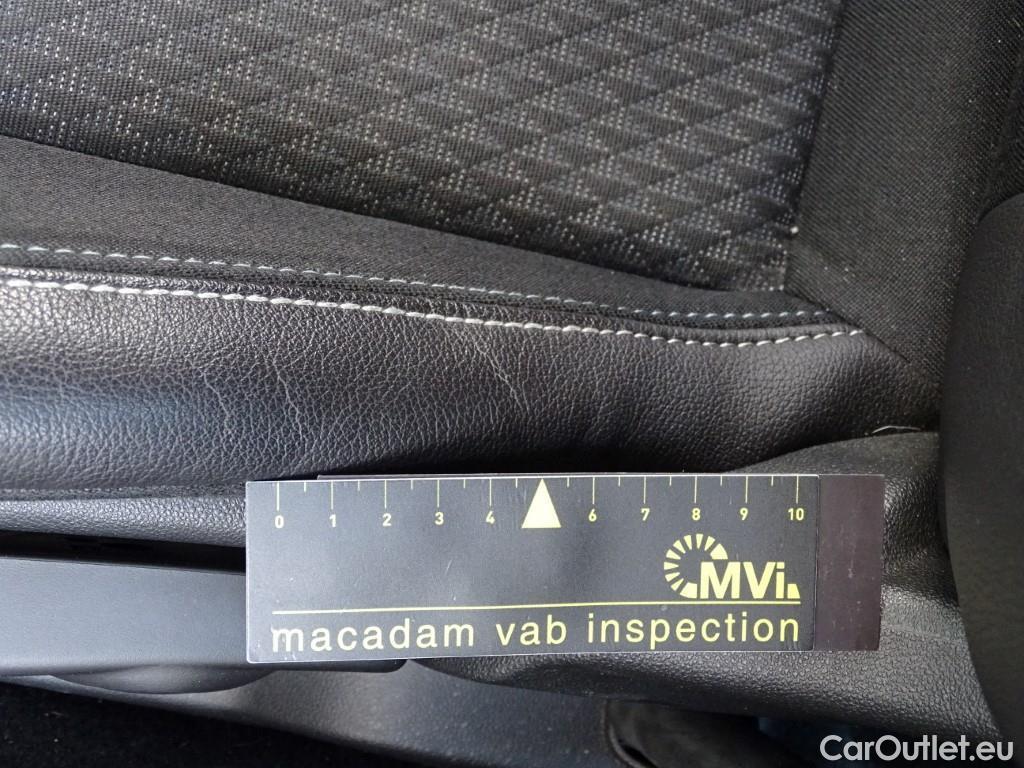 0 1 2 3 4 6 7 8 9 10
MVi
macadam vab inspection
CarOutlet.eu